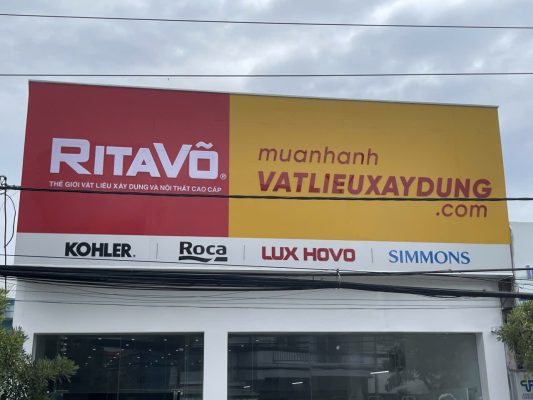 RITAVÕ®
THẾ GIỚI VẬT LIỆU XÂY DỰNG VÀ NỘI THẤT CAO CẤP
muanhanh
VATLIEUXAYDUNG
.com
KOHLER® Roca LUX HOVO SIMMONS